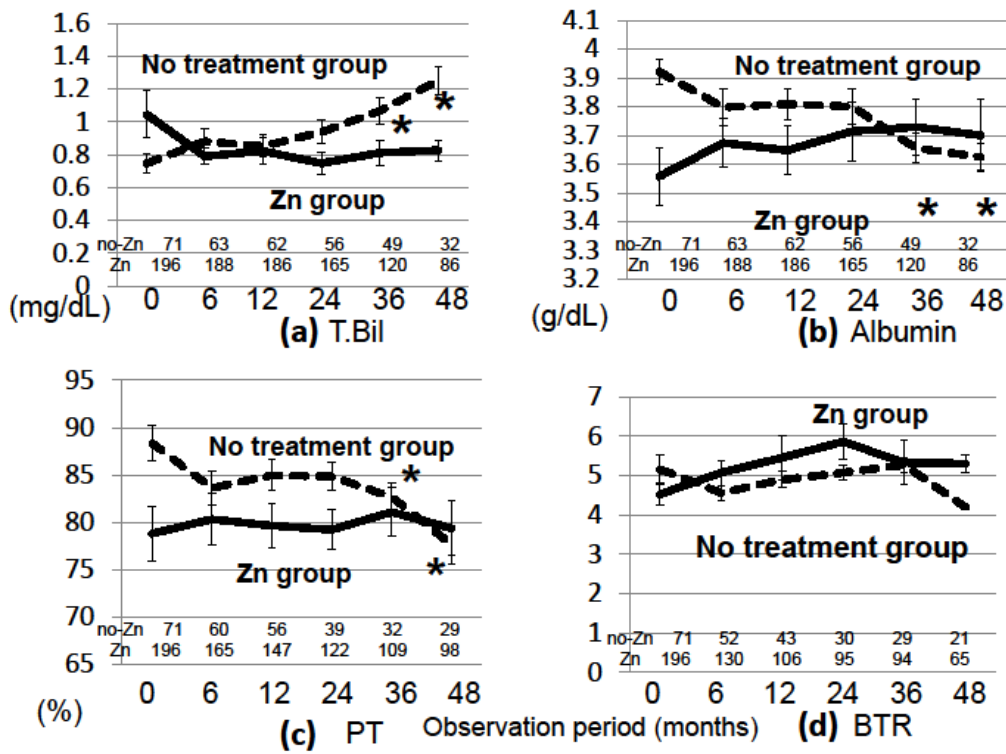 1.6
1.4
1.2
1
0.8
0.6
0.4
0.2
0
No treatment group
*
*
Zn group
no-Zn 71 63 62 56 49 32
Zn 196 188 186 165 120 86
0 6 12 24 36 48
(mg/dL)
(a) T.Bil
4.1
4
3.9
3.8
3.7
3.6
3.5
3.4
3.3
3.2
No treatment group
*
*
Zn group
no-Zn 71 63 62 56 49 32
Zn 196 188 186 165 120 86
0 6 12 24 36 48
(g/dL)
(b) Albumin
95
90
85
80
75
70
65
No treatment group
*
*
Zn group
no-Zn 71 60 56 39 32 29
Zn 196 165 147 122 109 98
0 6 12 24 36 48
(%)
(c) PT
7
6
5
4
3
2
1
0
Zn group
No treatment group
no-Zn 71 52 43 30 29 21
Zn 196 130 106 95 94 65
0 6 12 24 36 48
Observation period (months)
(d) BTR